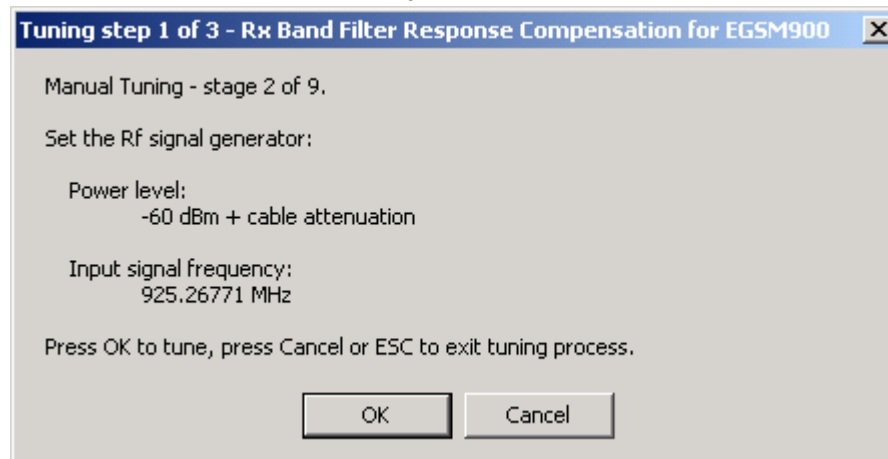 Tuning step 1 of 3 - Rx Band Filter Response Compensation for EGSM900
Manual Tuning - stage 2 of 9.
Set the Rf signal generator:
Power level:
-60 dBm + cable attenuation
Input signal frequency:
925.26771 MHz
Press OK to tune, press Cancel or ESC to exit tuning process.
OK
Cancel